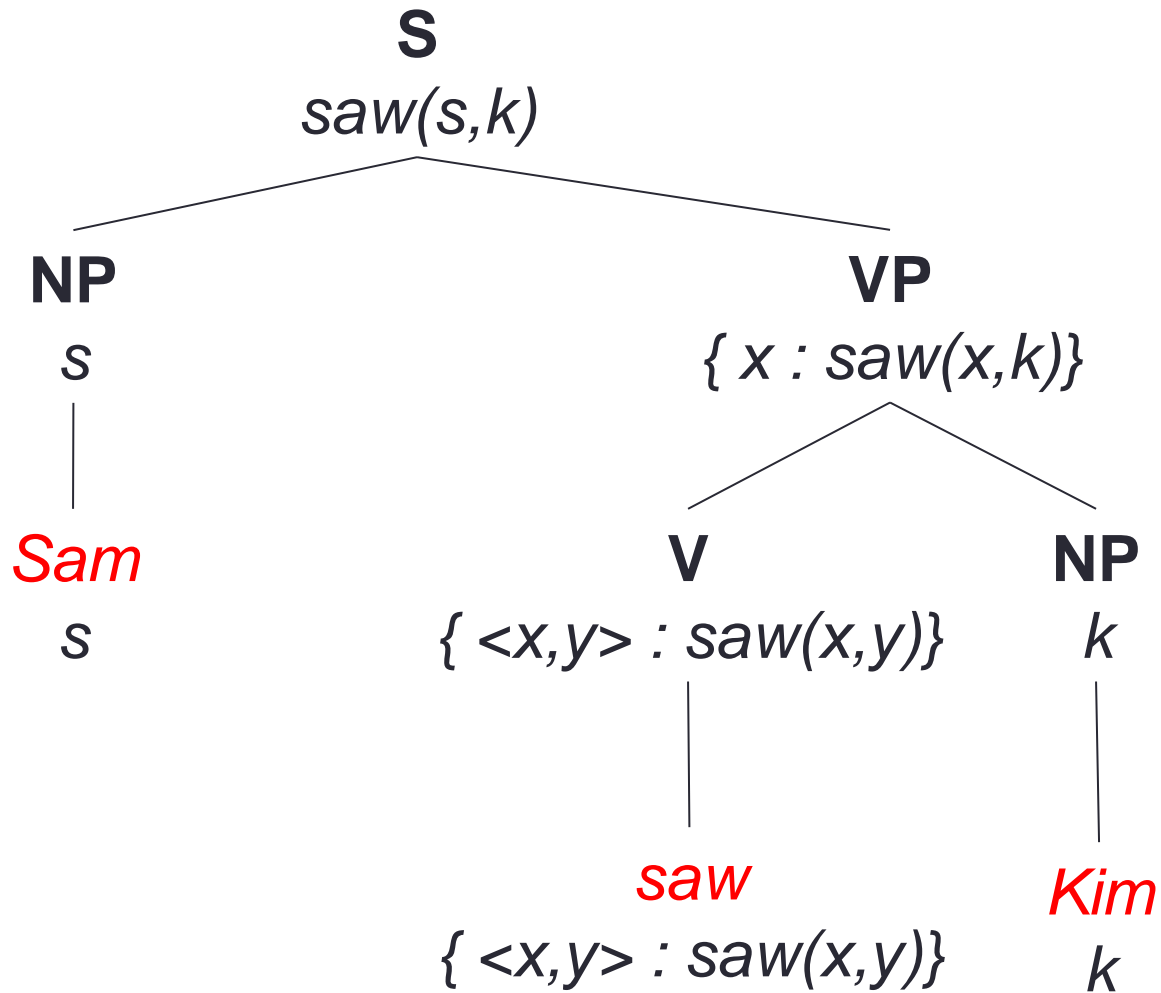 S
saw(s,k)
NP
VP
s
{ x : saw(x,k)}
Sam
V
NP
s
{ <x,y> : saw(x,y)}
k
saw
Kim
{ <x,y> : saw(x,y)}
k